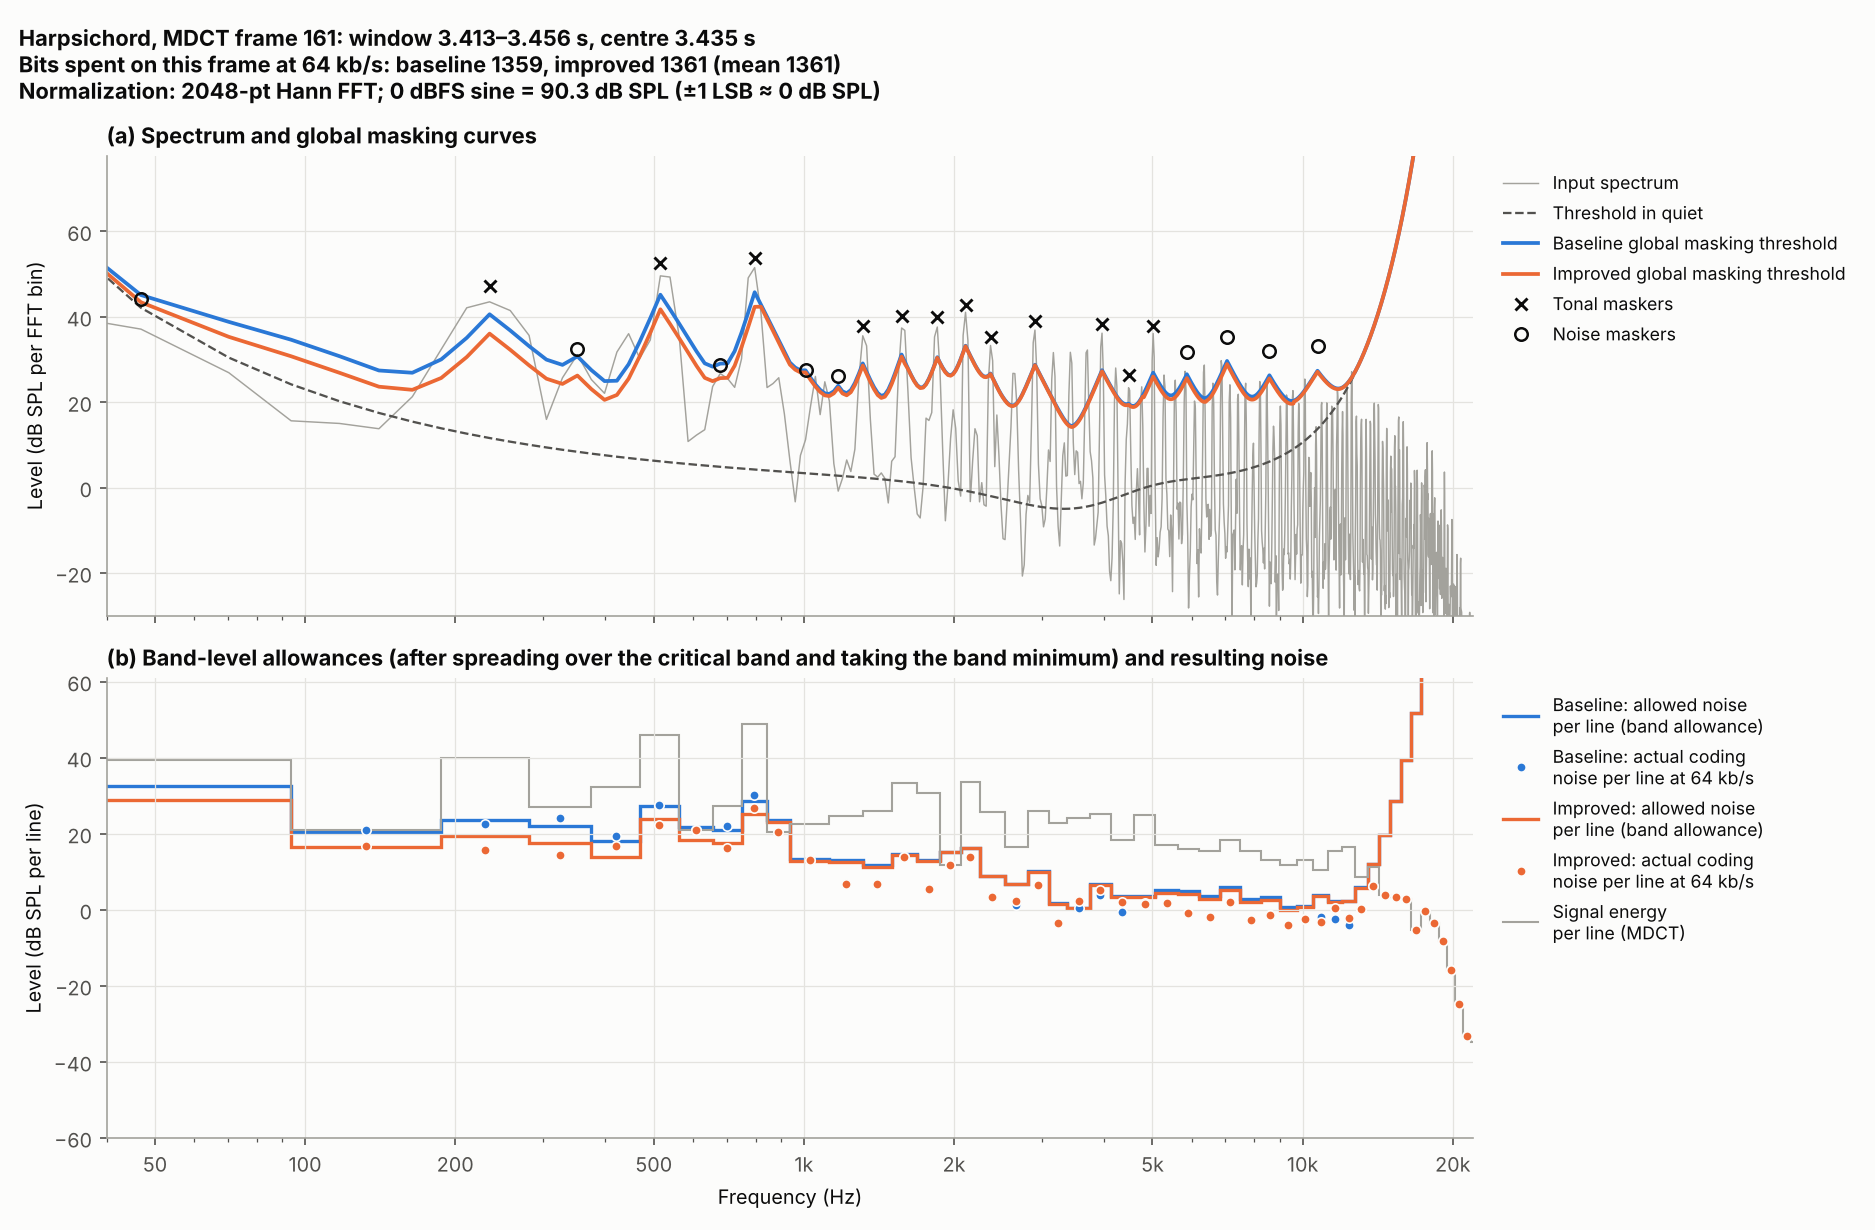 Harpsichord, MDCT frame 161: window 3.413–3.456 s, centre 3.435 s
Bits spent on this frame at 64 kb/s: baseline 1359, improved 1361 (mean 1361)
Normalization: 2048-pt Hann FFT; 0 dBFS sine = 90.3 dB SPL (±1 LSB ≈ 0 dB SPL)
(a) Spectrum and global masking curves
Level (dB SPL per FFT bin)
60
40
20
0
−20
Input spectrum
Threshold in quiet
Baseline global masking threshold
Improved global masking threshold
Tonal maskers
Noise maskers
(b) Band-level allowances (after spreading over the critical band and taking the band minimum) and resulting noise
Level (dB SPL per line)
60
40
20
0
−20
−40
−60
50
100
200
500
1k
2k
5k
10k
20k
Frequency (Hz)
Baseline: allowed noise
per line (band allowance)
Baseline: actual coding
noise per line at 64 kb/s
Improved: allowed noise
per line (band allowance)
Improved: actual coding
noise per line at 64 kb/s
Signal energy
per line (MDCT)